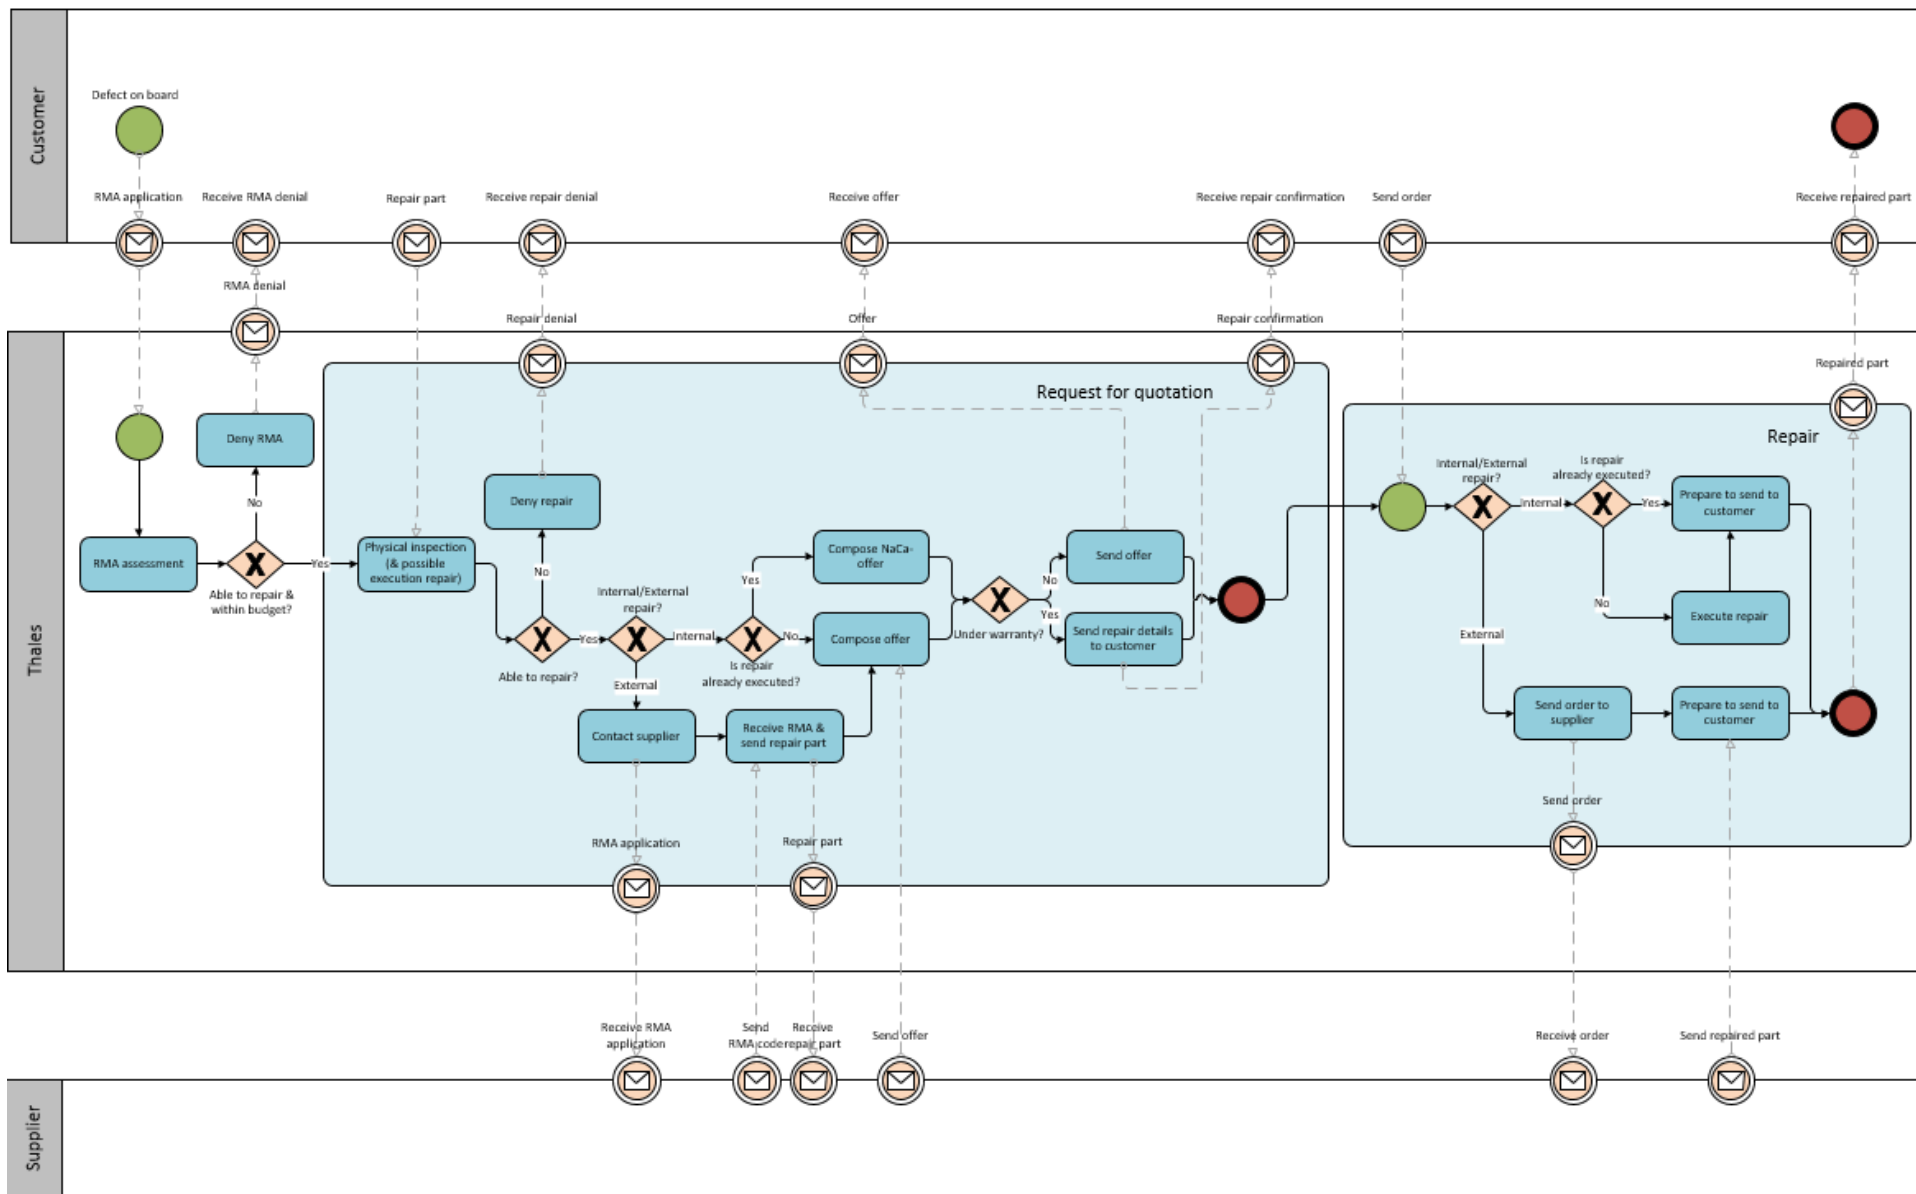 Customer
Defect on board
RMA application
Receive RMA denial
Repair part
Receive repair denial
Receive offer
Receive repair confirmation
Send order
Receive repaired part
RMA denial
Repair denial
Offer
Repair confirmation
Repaired part
Thales
Request for quotation
Repair
Deny RMA
No
RMA assessment
Able to repair &
within budget?
Yes
Physical inspection
(& possible
execution repair)
Deny repair
No
Able to repair?
Yes
Internal/External
repair?
Internal
External
Is repair
already executed?
Yes
No
Compose NaCa-
offer
Compose offer
Contact supplier
Receive RMA &
send repair part
Under warranty?
No
Yes
Send offer
Send repair details
to customer
RMA application
Repair part
Internal/External
repair?
Internal
External
Is repair
already executed?
Yes
No
Prepare to send to
customer
Execute repair
Send order to
supplier
Prepare to send to
customer
Send order
Receive RMA
application
Send
RMA code
Receive
repair part
Send offer
Receive order
Send repaired part
Supplier